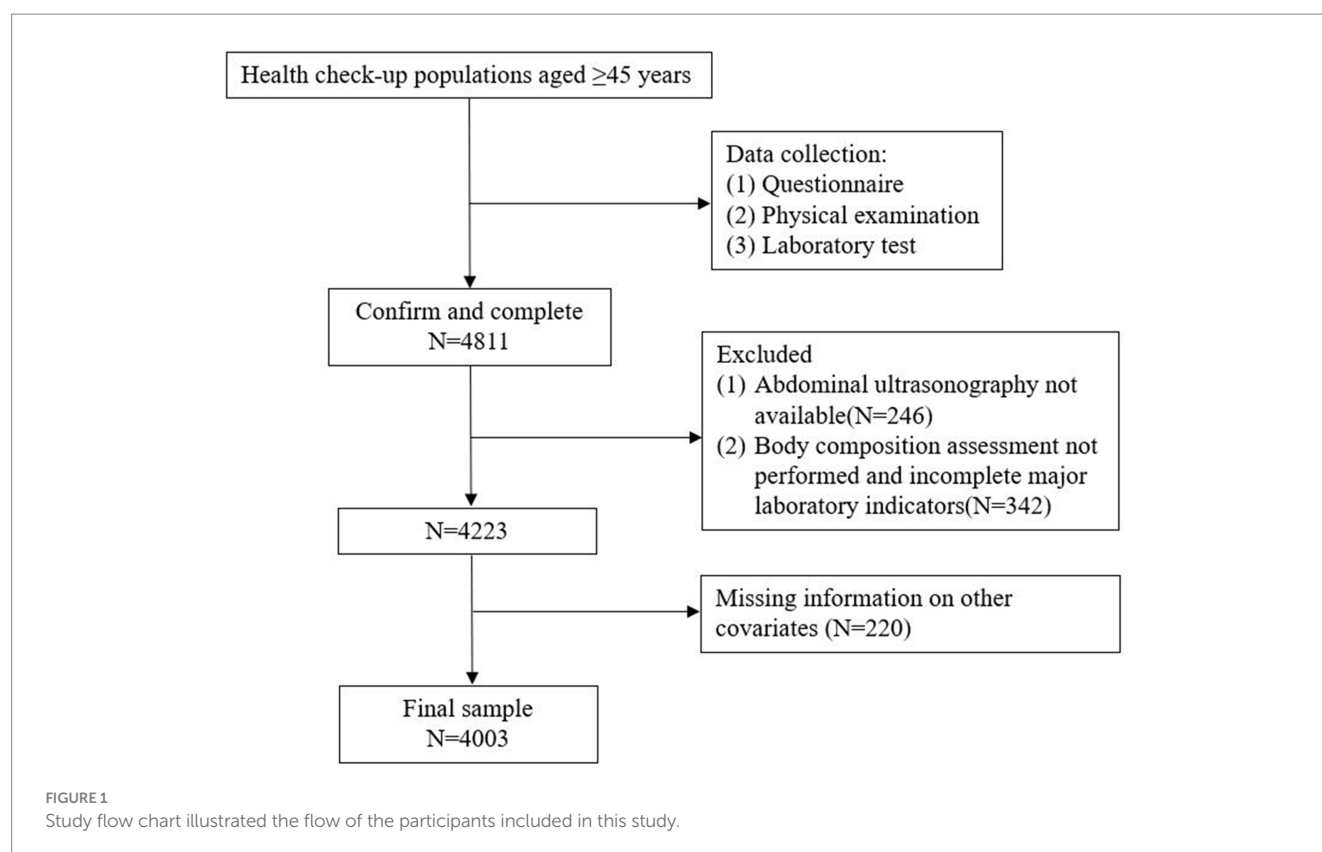 Health check-up populations aged ≥45 years
Data collection:
(1) Questionnaire
(2) Physical examination
(3) Laboratory test
Confirm and complete
N=4811
Excluded
(1) Abdominal ultrasonography not
available(N=246)
(2) Body composition assessment not
performed and incomplete major
laboratory indicators(N=342)
N=4223
Missing information on other
covariates (N=220)
Final sample
N=4003
FIGURE 1
Study flow chart illustrated the flow of the participants included in this study.